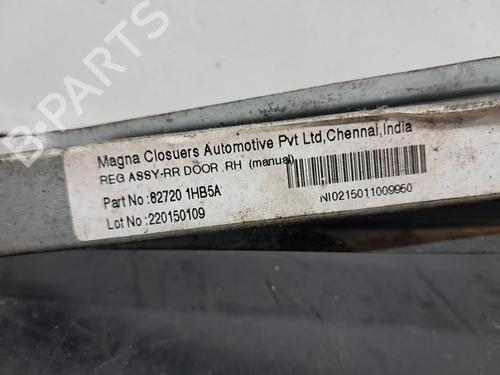 Magna Closuers Automotive Pvt Ltd,Chennai,India
REG ASSY-RR DOOR ,RH (manual)
Part No :82720 1HB5A
Lot No :220150109
NI0215011009960
B-PARTS